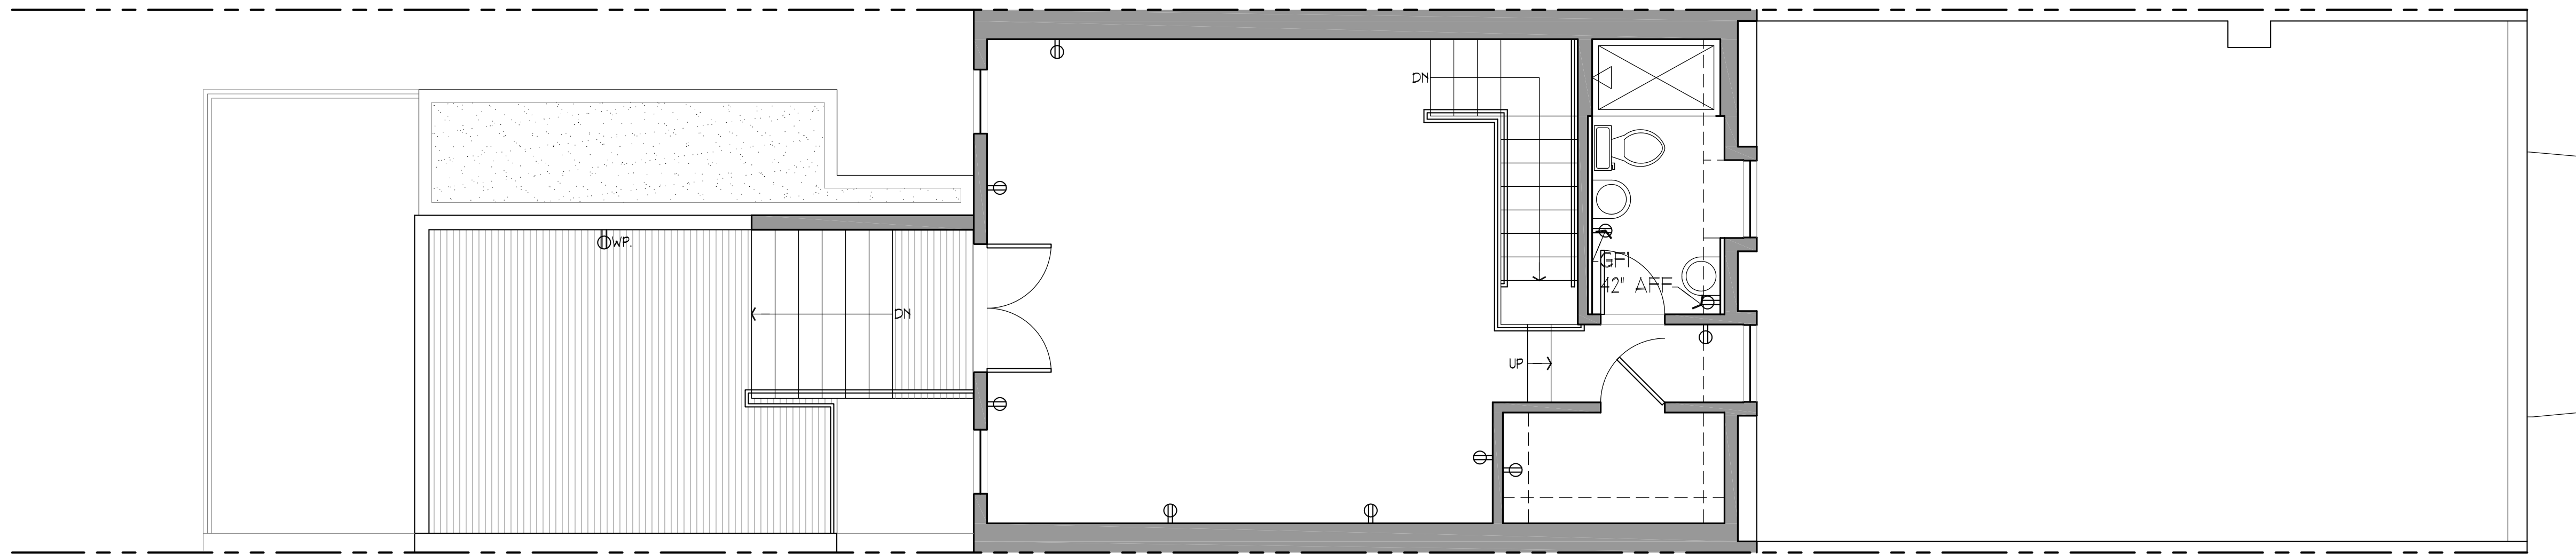 DN
WP.
GFI
42" AFF
DN
UP